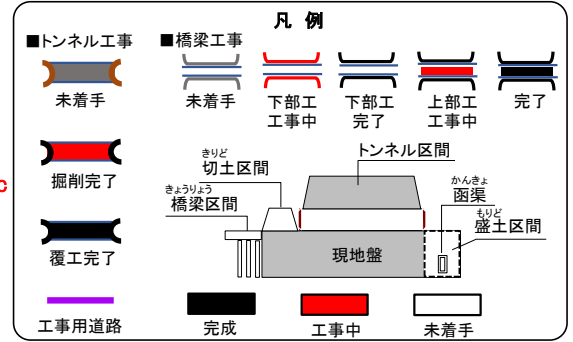 凡 例
■トンネル工事
■橋梁工事
未着手
未着手
下部工
工事中
下部工
完了
上部工
工事中
完了
掘削完了
覆工完了
工事用道路
トンネル区間
きりど
切土区間
きょうりょう
橋梁区間
かんきょ
函渠
もりど
盛土区間
現地盤
完成
工事中
未着手
c